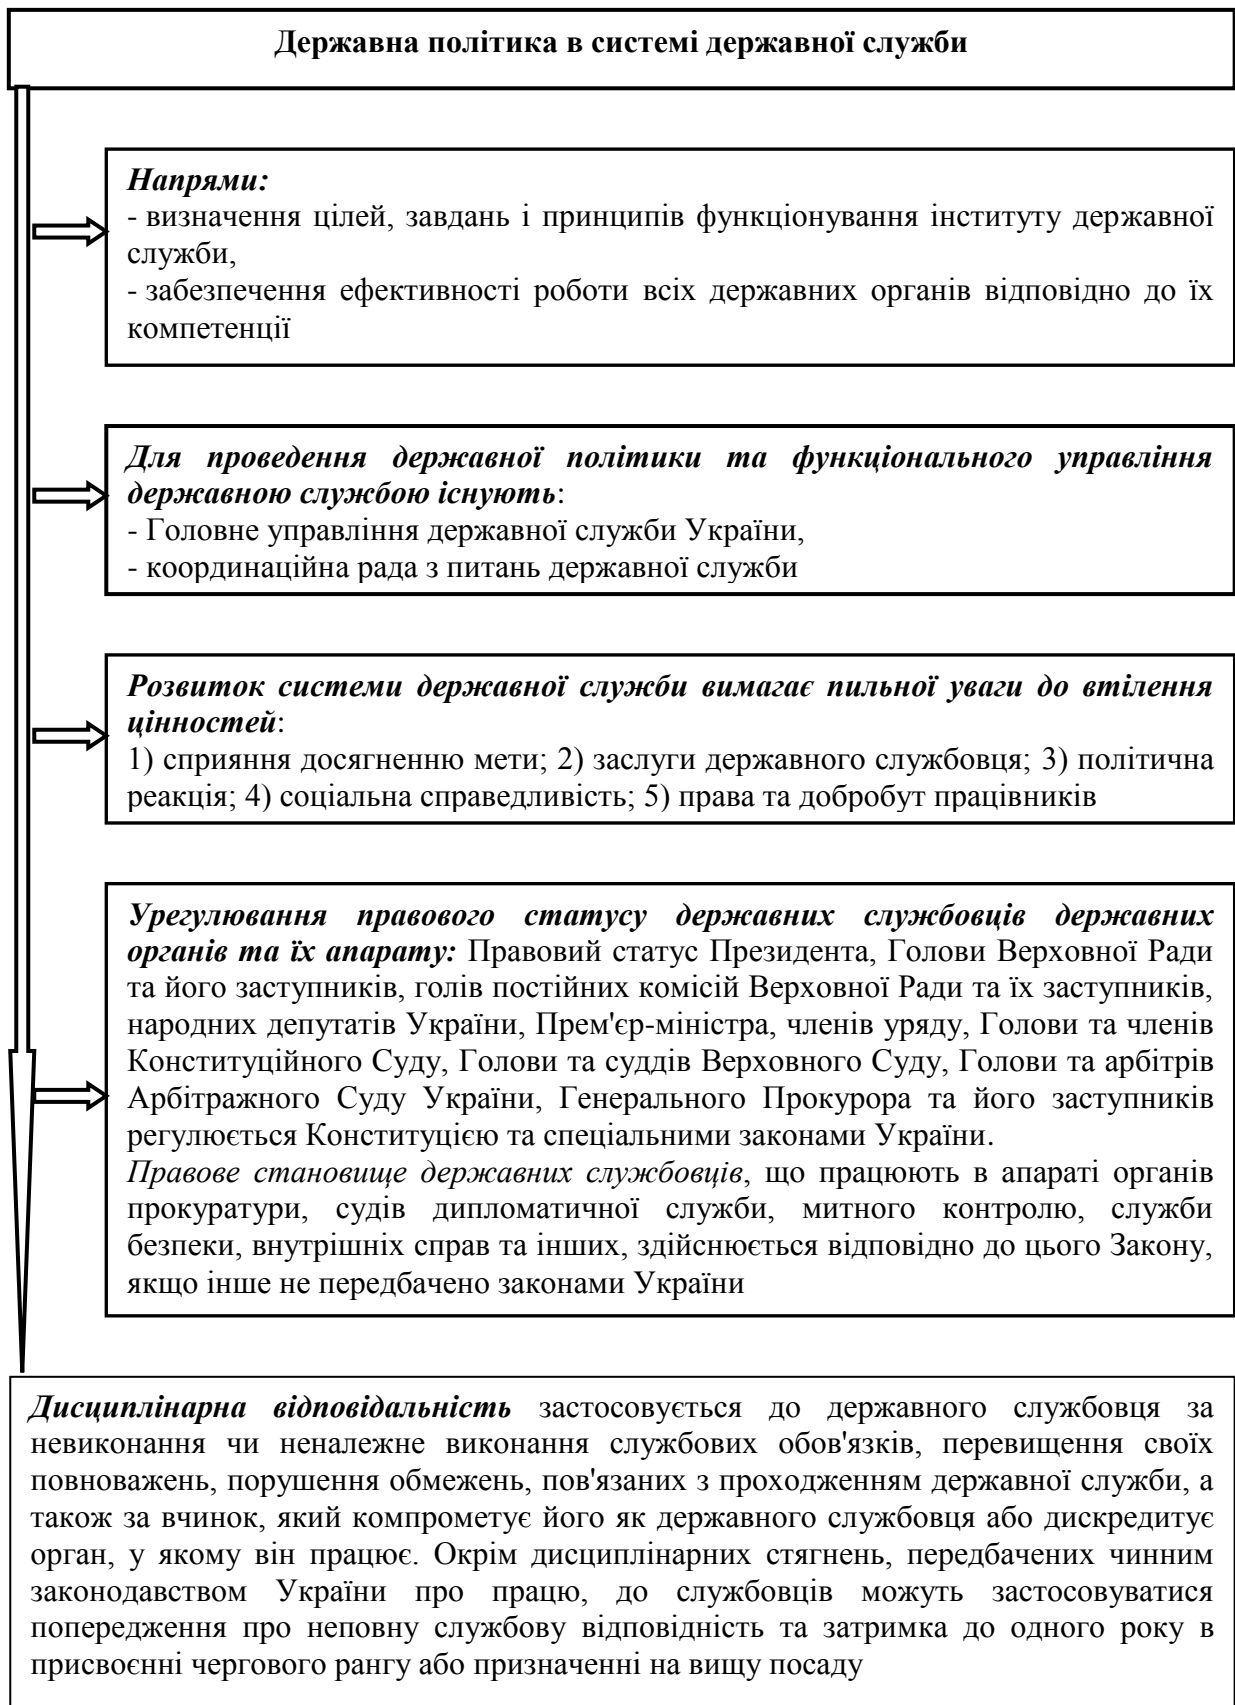 Державна політика в системі державної служби
Напрями:
- визначення цілей, завдань і принципів функціонування інституту державної
служби,
- забезпечення ефективності роботи всіх державних органів відповідно до їх
компетенції
Для проведення державної політики та функціонального управління
державною службою існують:
- Головне управління державної служби України,
- координаційна рада з питань державної служби
Розвиток системи державної служби вимагає пильної уваги до втілення
цінностей:
1) сприяння досягненню мети; 2) заслуги державного службовця; 3) політична
реакція; 4) соціальна справедливість; 5) права та добробут працівників
Урегулювання правового статусу державних службовців державних
органів та їх апарату: Правовий статус Президента, Голови Верховної Ради
та його заступників, голів постійних комісій Верховної Ради та їх заступників,
народних депутатів України, Прем'єр-міністра, членів уряду, Голови та членів
Конституційного Суду, Голови та суддів Верховного Суду, Голови та арбітрів
Арбітражного Суду України, Генерального Прокурора та його заступників
регулюється Конституцією та спеціальними законами України.
Правове становище державних службовців, що працюють в апараті органів
прокуратури, судів дипломатичної служби, митного контролю, служби
безпеки, внутрішніх справ та інших, здійснюється відповідно до цього Закону,
якщо інше не передбачено законами України
Дисциплінарна відповідальність застосовується до державного службовця за
невиконання чи неналежне виконання службових обов'язків, перевищення своїх
повноважень, порушення обмежень, пов'язаних з проходженням державної служби, а
також за вчинок, який компрометує його як державного службовця або дискредитує
орган, у якому він працює. Окрім дисциплінарних стягнень, передбачених чинним
законодавством України про працю, до службовців можуть застосовуватися
попередження про неповну службову відповідність та затримка до одного року в
присвоєнні чергового рангу або призначенні на вищу посаду